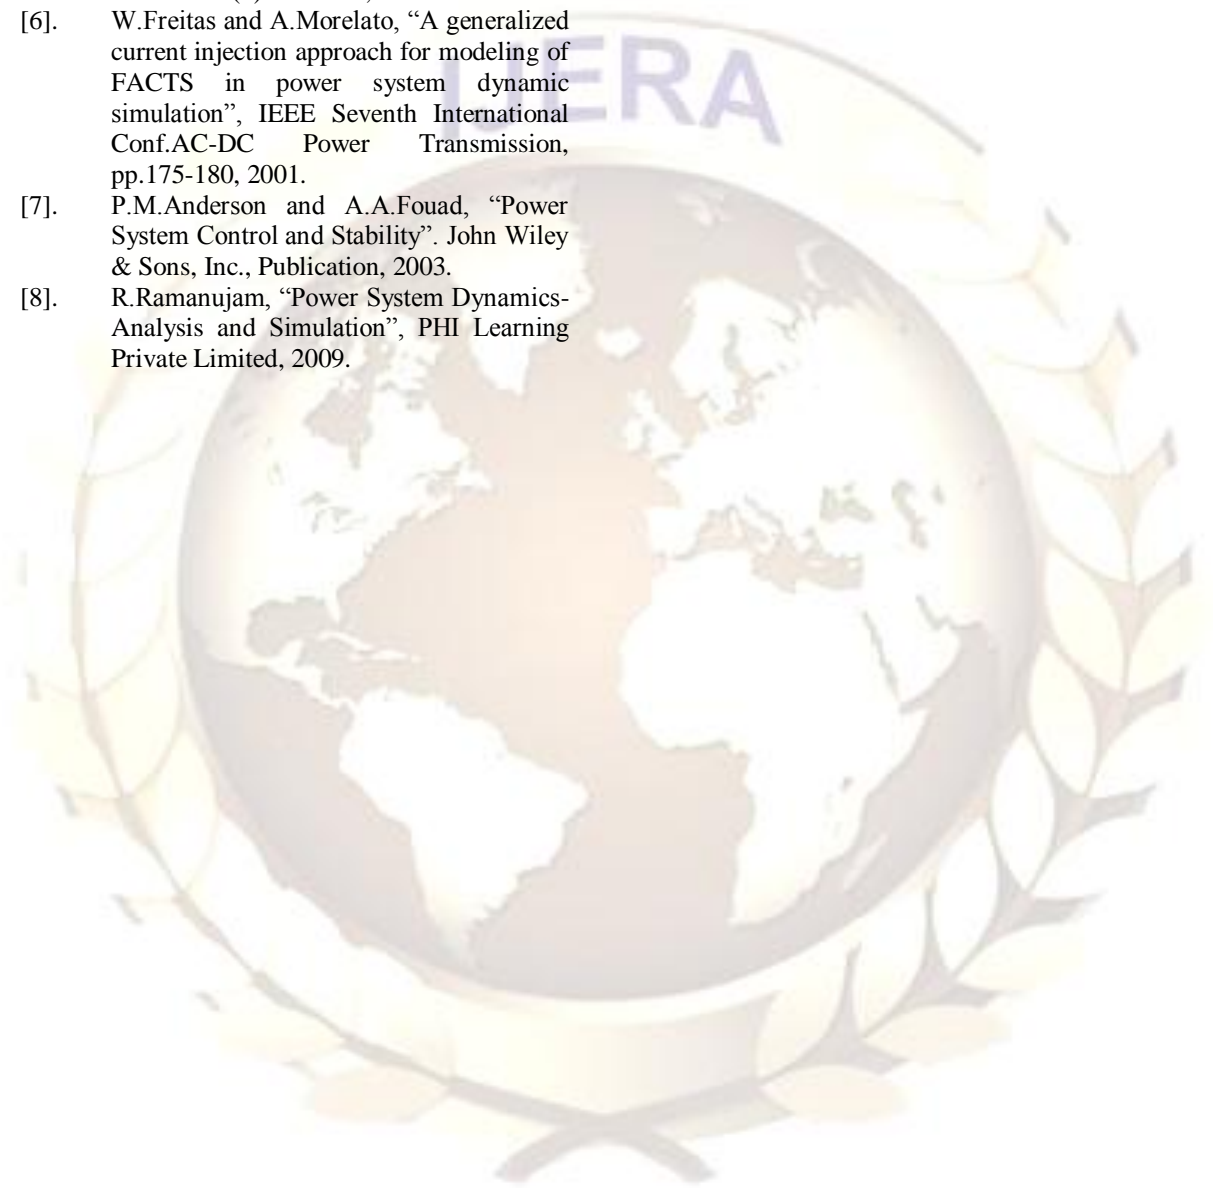 [6]. W.Freitas and A.Morelato, “A generalized
current injection approach for modeling of
FACTS in power system dynamic
simulation”, IEEE Seventh International
Conf.AC-DC Power Transmission,
pp.175-180, 2001.
[7]. P.M.Anderson and A.A.Fouad, “Power
System Control and Stability”. John Wiley
& Sons, Inc., Publication, 2003.
[8]. R.Ramanujam, “Power System Dynamics-
Analysis and Simulation”, PHI Learning
Private Limited, 2009.
IJERA